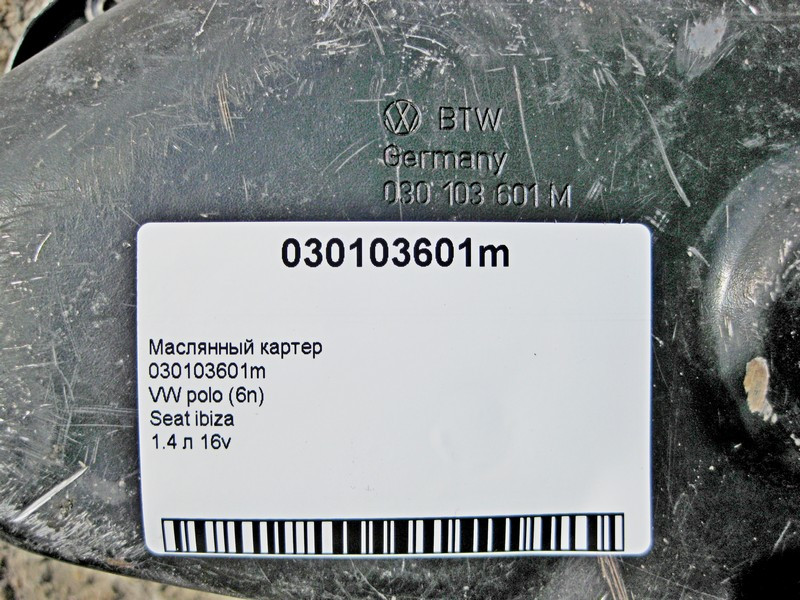 BTW
Germany
030 103 601 M
030103601m
Маслянный картер
030103601m
VW polo (6n)
Seat ibiza
1.4 л 16v